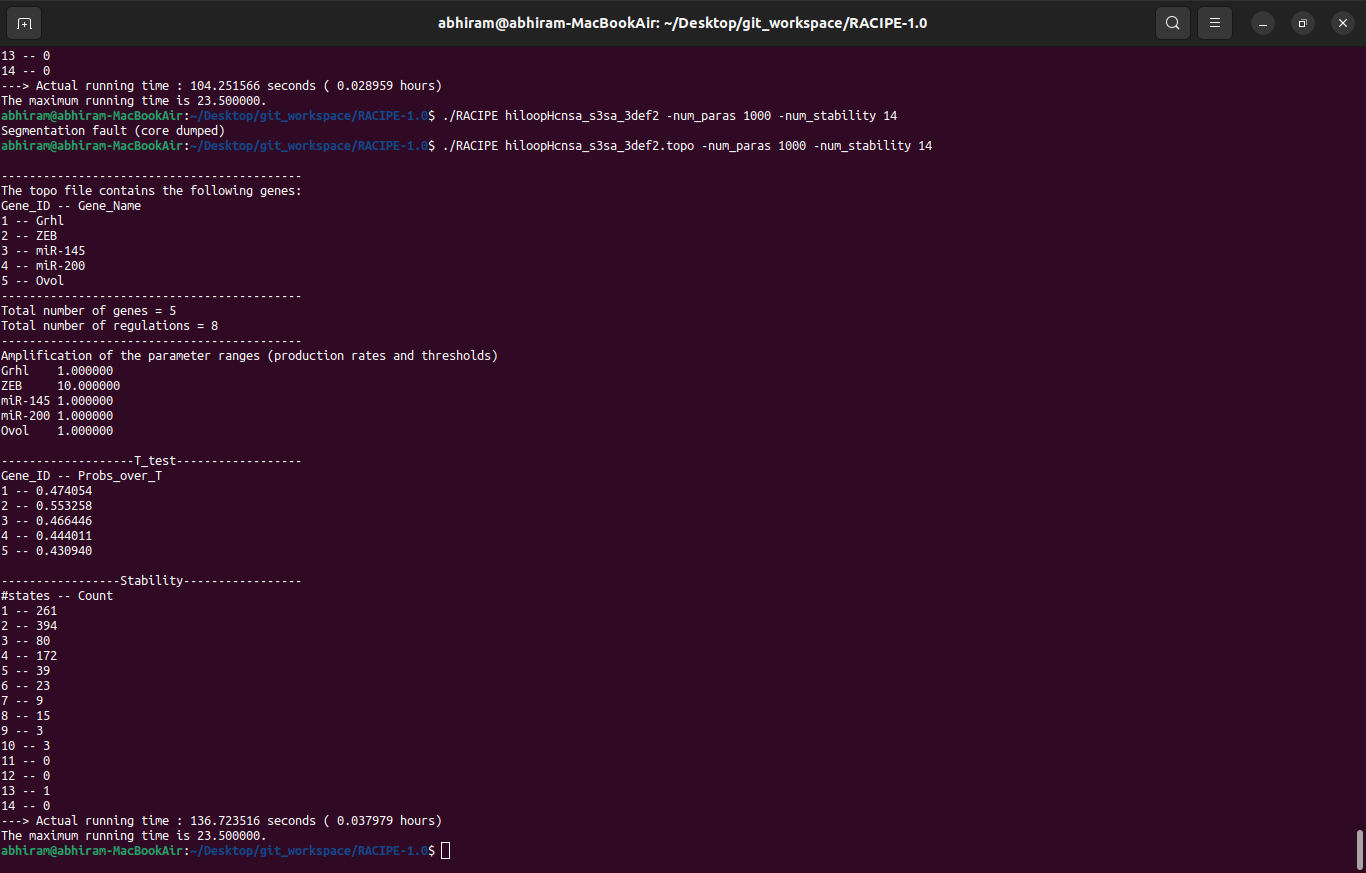 abhiram@abhiram-MacBookAir: ~/Desktop/git_workspace/RACIPE-1.0
13 -- 0
14 -- 0
---> Actual running time : 104.251566 seconds ( 0.028959 hours)
The maximum running time is 23.500000.
abhiram@abhiram-MacBookAir:~/Desktop/git_workspace/RACIPE-1.0$ ./RACIPE hiloopHcnsa_s3sa_3def2 -num_paras 1000 -num_stability 14
Segmentation fault (core dumped)
abhiram@abhiram-MacBookAir:~/Desktop/git_workspace/RACIPE-1.0$ ./RACIPE hiloopHcnsa_s3sa_3def2.topo -num_paras 1000 -num_stability 14
-------------------------------------------
The topo file contains the following genes:
Gene_ID -- Gene_Name
1 -- Grhl
2 -- ZEB
3 -- miR-145
4 -- miR-200
5 -- Ovol
-------------------------------------------
Total number of genes = 5
Total number of regulations = 8
-------------------------------------------
Amplification of the parameter ranges (production rates and thresholds)
Grhl    1.000000
ZEB     10.000000
miR-145 1.000000
miR-200 1.000000
Ovol    1.000000
-------------------T_test------------------
Gene_ID -- Probs_over_T
1 -- 0.474054
2 -- 0.553258
3 -- 0.466446
4 -- 0.444011
5 -- 0.430940
-----------------Stability-----------------
#states -- Count
1 -- 261
2 -- 394
3 -- 80
4 -- 172
5 -- 39
6 -- 23
7 -- 9
8 -- 15
9 -- 3
10 -- 3
11 -- 0
12 -- 0
13 -- 1
14 -- 0
---> Actual running time : 136.723516 seconds ( 0.037979 hours)
The maximum running time is 23.500000.
abhiram@abhiram-MacBookAir:~/Desktop/git_workspace/RACIPE-1.0$